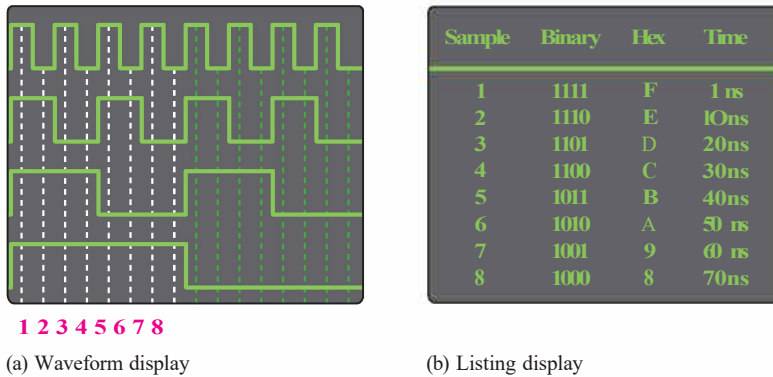 Sample Binary Hex Time
1 1111 F 1 ns
2 1110 E lOns
3 1101 D 20ns
4 1100 C 30ns
5 1011 B 40ns
6 1010 A 50 ns
7 1001 9 60 ns
8 1000 8 70ns
1 2 3 4 5 6 7 8
(a) Waveform display
(b) Listing display